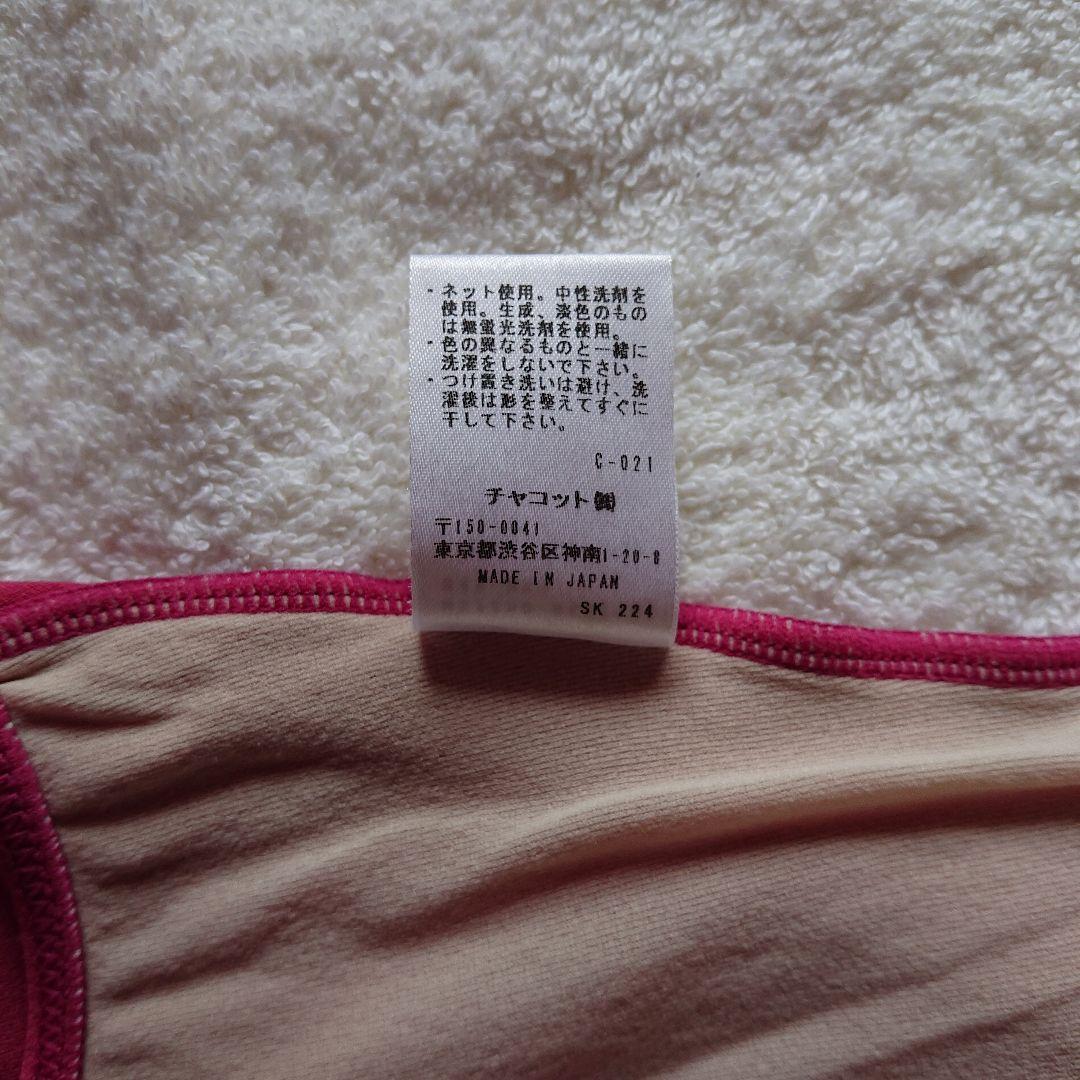 ・ネット使用。中性洗剤を
使用。生成、淡色のもの
は無蛍光洗剤を使用。
・色の異なるものと一緒に
洗濯をしないで下さい。
・つけ置き洗いは避け、洗
濯後は形を整えてすぐに
干して下さい。
C-021
チャコット㈱
〒150-0041
東京都渋谷区神南1-20-8
MADE IN JAPAN
SK 224